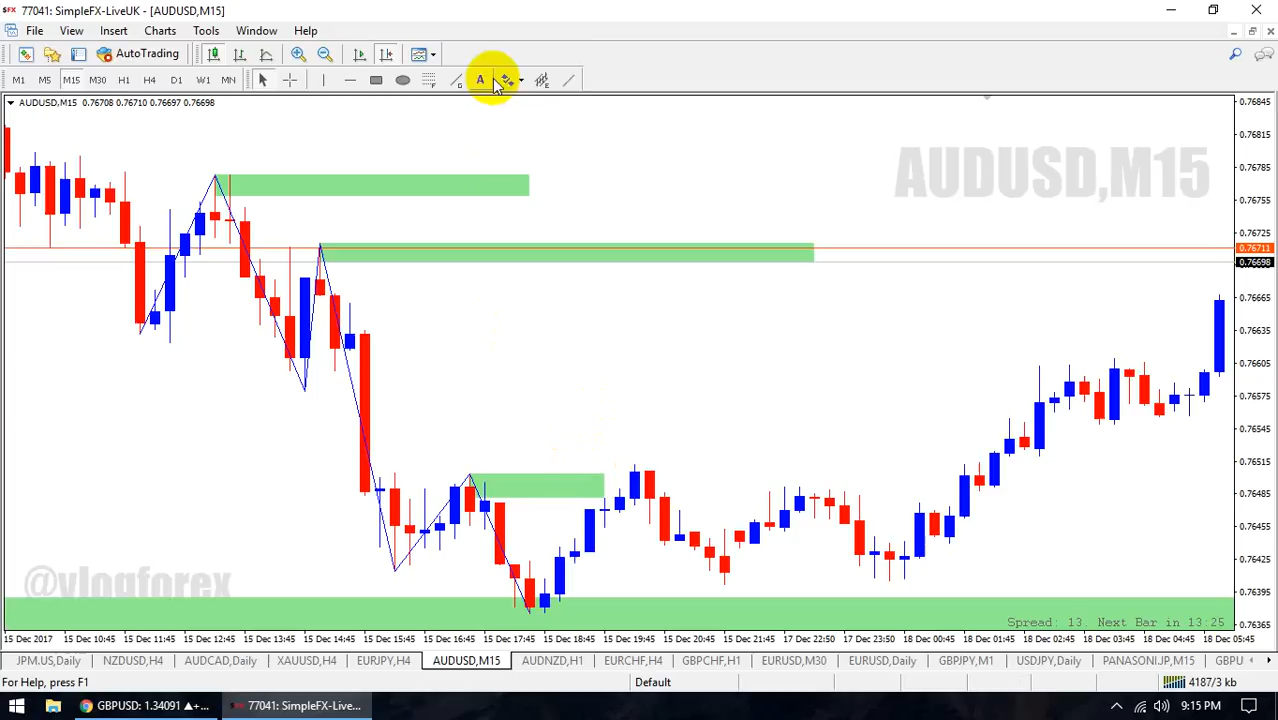 77041: SimpleFX-LiveUK - [AUDUSD,M15]
File View Insert Charts Tools Window Help
AutoTrading
M1 M5 M15 M30 H1 H4 D1 W1 MN
AUDUSD,M15 0.76708 0.76710 0.76697 0.76698
AUDUSD,M15
0.76845
0.76785
0.76755
0.76725
0.76711
0.76698
0.76665
0.76635
0.76605
0.76575
0.76545
0.76515
0.76485
0.76455
0.76425
0.76395
0.76365
@vlogforex
Spread: 13. Next Bar in 13:25
15 Dec 2017 15 Dec 10:45 15 Dec 11:45 15 Dec 12:45 15 Dec 13:45 15 Dec 14:45 15 Dec 15:45 15 Dec 16:45 15 Dec 17:45 15 Dec 18:45 15 Dec 19:45 15 Dec 20:45 15 Dec 21:45 17 Dec 22:50 17 Dec 23:50 18 Dec 00:45 18 Dec 01:45 18 Dec 02:45 18 Dec 03:45 18 Dec 04:45 18 Dec 05:45
JPM.US,Daily NZDUSD,H4 AUDCAD,Daily XAUUSD,H4 EURJPY,H4 AUDUSD,M15 AUDNZD,H1 EURCHF,H4 GBPCHF,H1 EURUSD,M30 EURUSD,Daily GBPJPY,M1 USDJPY,Daily PANASONI.JP,M15 GBPU
For Help, press F1 Default 4187/3 kb
GBPUSD: 1.34091 ▲+... 77041: SimpleFX-Live... 9:15 PM